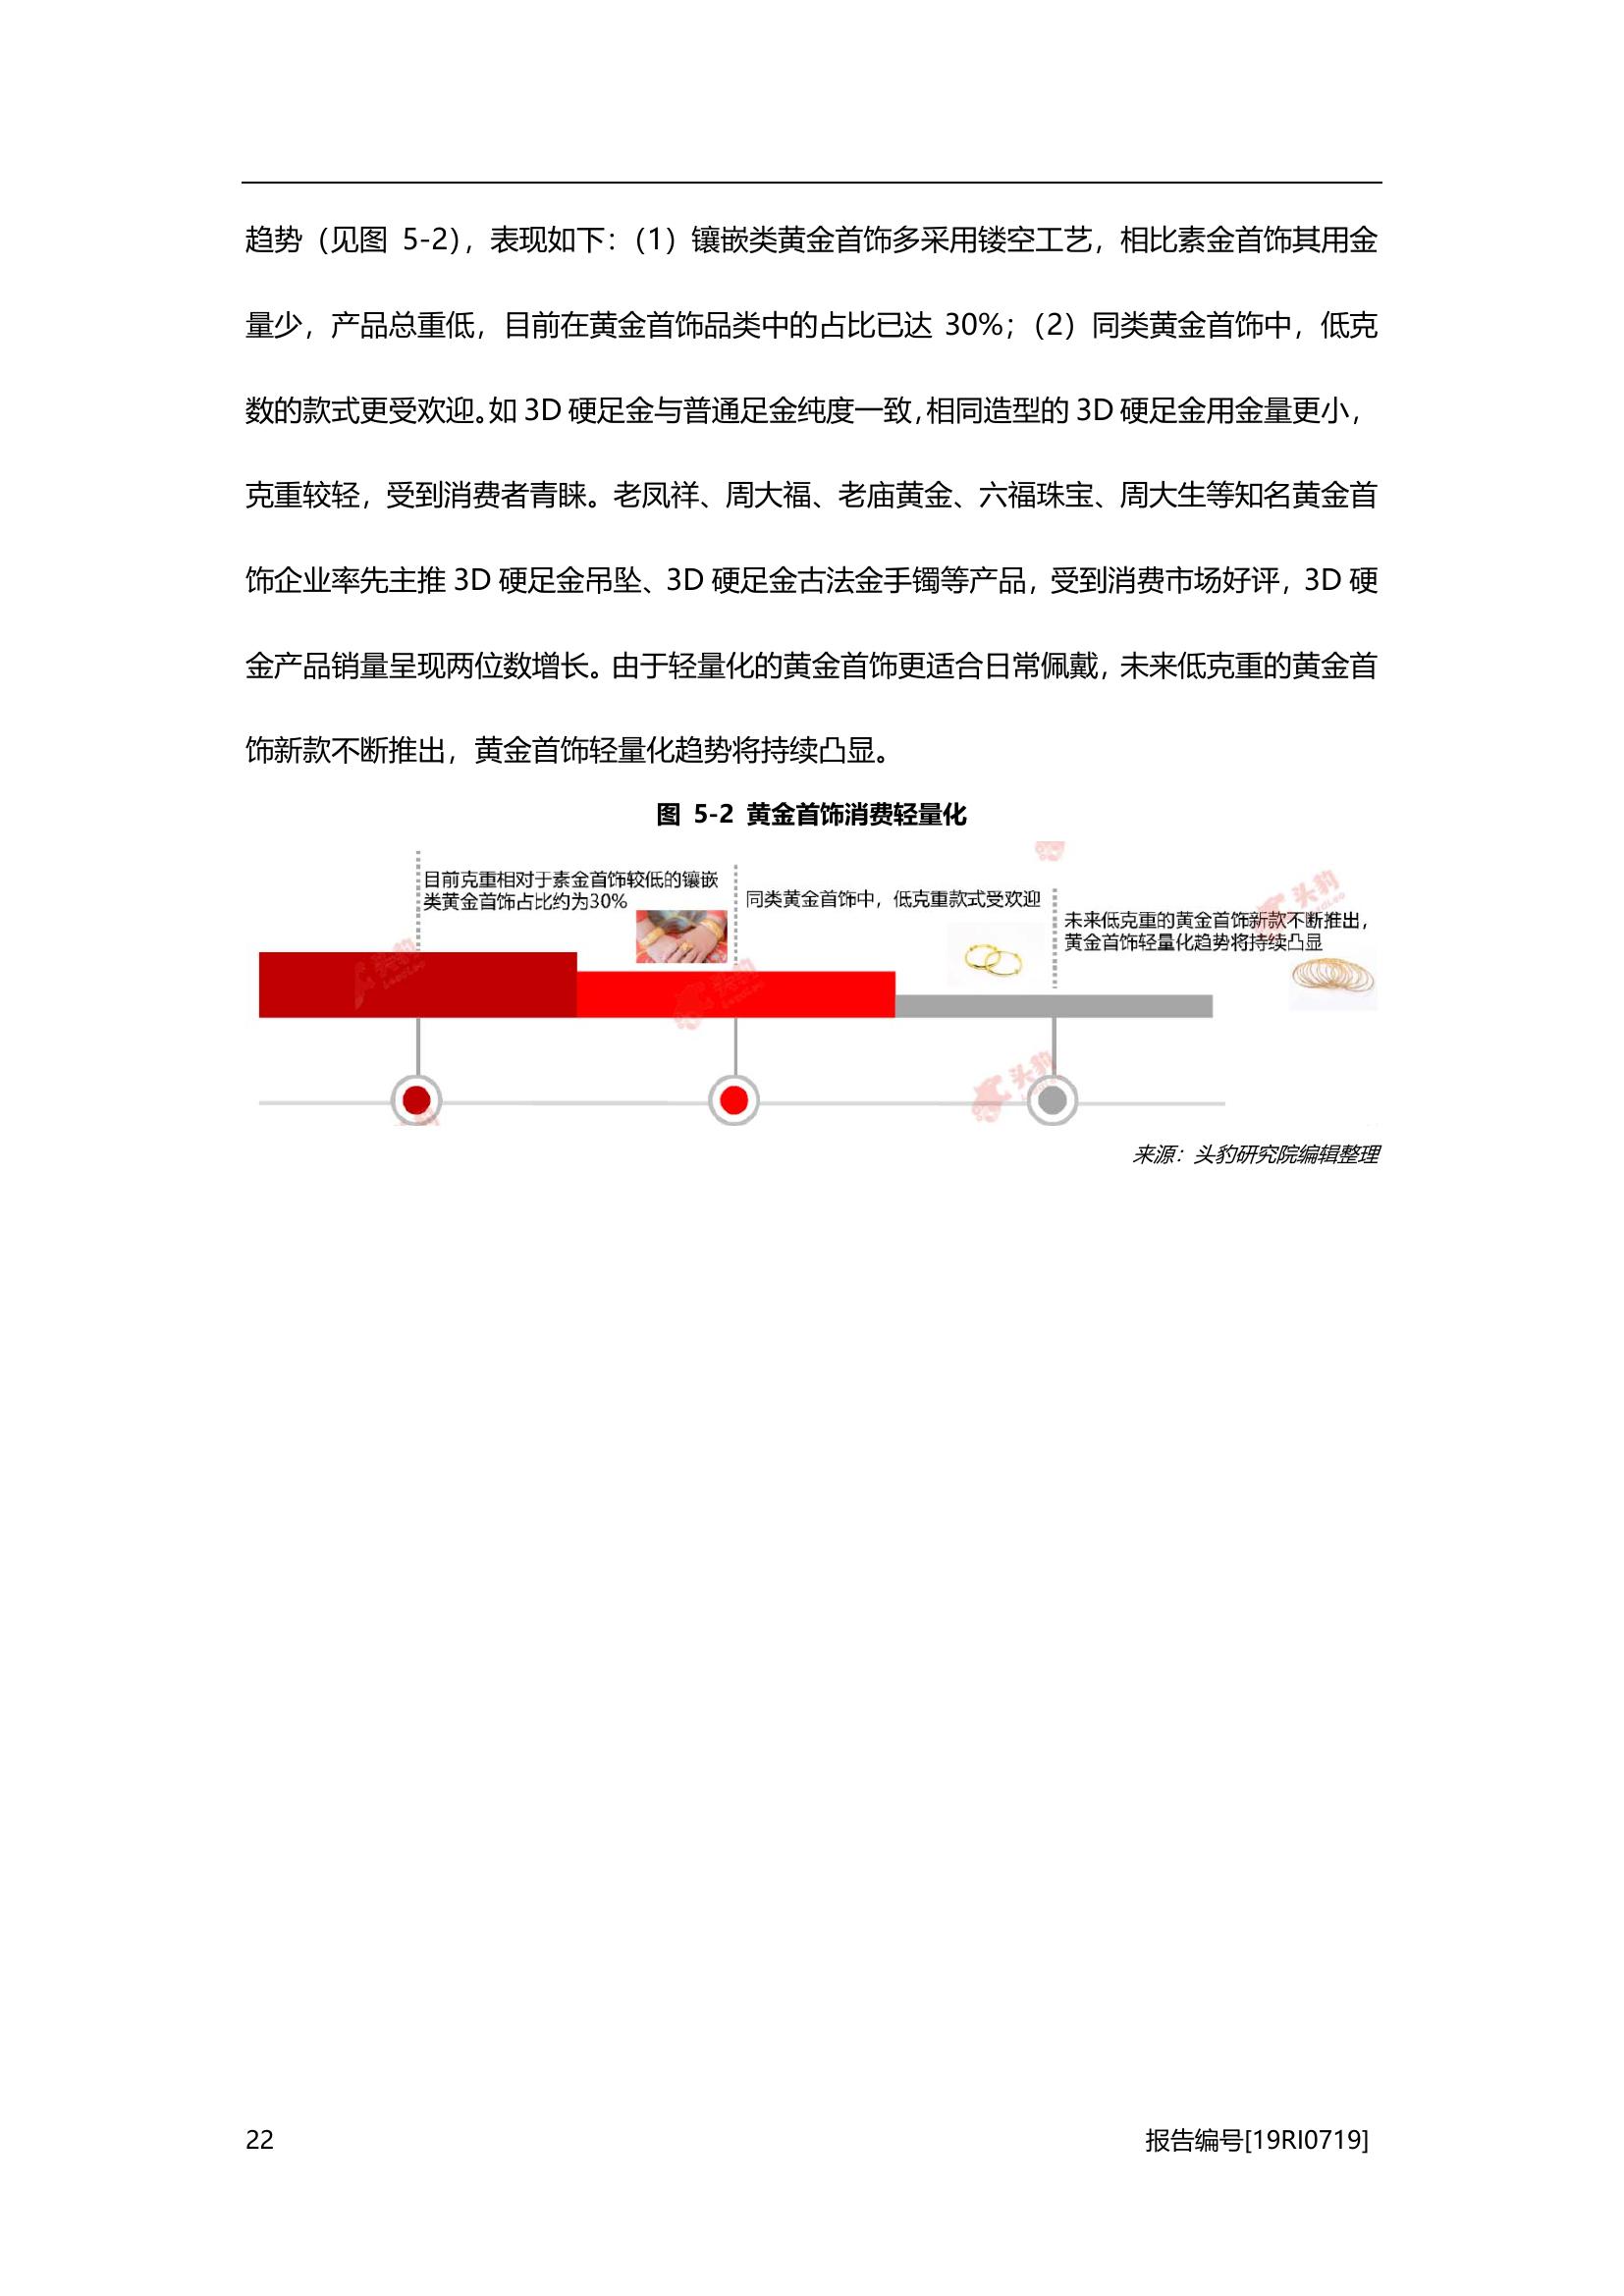 趋势（见图 5-2），表现如下：（1）镶嵌类黄金首饰多采用镂空工艺，相比素金首饰其用金
量少，产品总重低，目前在黄金首饰品类中的占比已达 30%；（2）同类黄金首饰中，低克
数的款式更受欢迎。如 3D 硬足金与普通足金纯度一致，相同造型的 3D 硬足金用金量更小，
克重较轻，受到消费者青睐。老凤祥、周大福、老庙黄金、六福珠宝、周大生等知名黄金首
饰企业率先主推 3D 硬足金吊坠、3D 硬足金古法金手镯等产品，受到消费市场好评，3D 硬
金产品销量呈现两位数增长。由于轻量化的黄金首饰更适合日常佩戴，未来低克重的黄金首
饰新款不断推出，黄金首饰轻量化趋势将持续凸显。
图 5-2 黄金首饰消费轻量化
目前克重相对于素金首饰较低的镶嵌
类黄金首饰占比约为30%
同类黄金首饰中，低克重款式受欢迎
未来低克重的黄金首饰新款不断推出，
黄金首饰轻量化趋势将持续凸显
头豹
头豹
头豹
来源：头豹研究院编辑整理
22
报告编号[19RI0719]